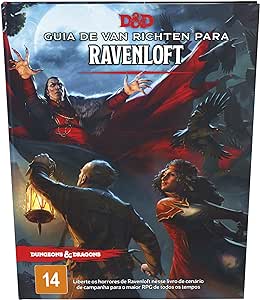 D&D
GUIA DE VAN RICHTEN PARA
RAVENLOFT
DUNGEONS & DRAGONS
14
Liberte os horrores de Ravenloft nesse livro de cenário
de campanha para o maior RPG de todos os tempos